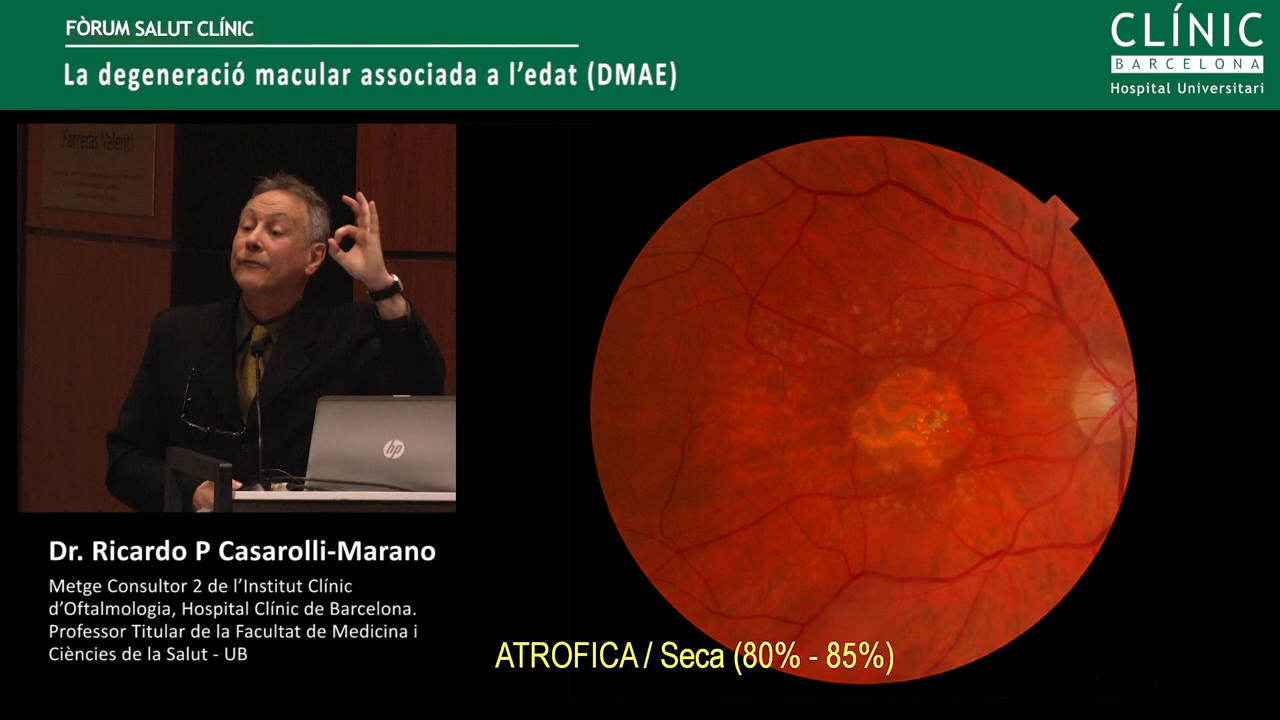 FÒRUM SALUT CLÍNIC
La degeneració macular associada a l'edat (DMAE)
CLÍNIC
BARCELONA
Hospital Universitari
Farreras Valentí
hp
Dr. Ricardo P Casarolli-Marano
Metge Consultor 2 de l'Institut Clínic
d'Oftalmologia, Hospital Clínic de Barcelona.
Professor Titular de la Facultat de Medicina i
Ciències de la Salut - UB
ATROFICA / Seca (80% - 85%)